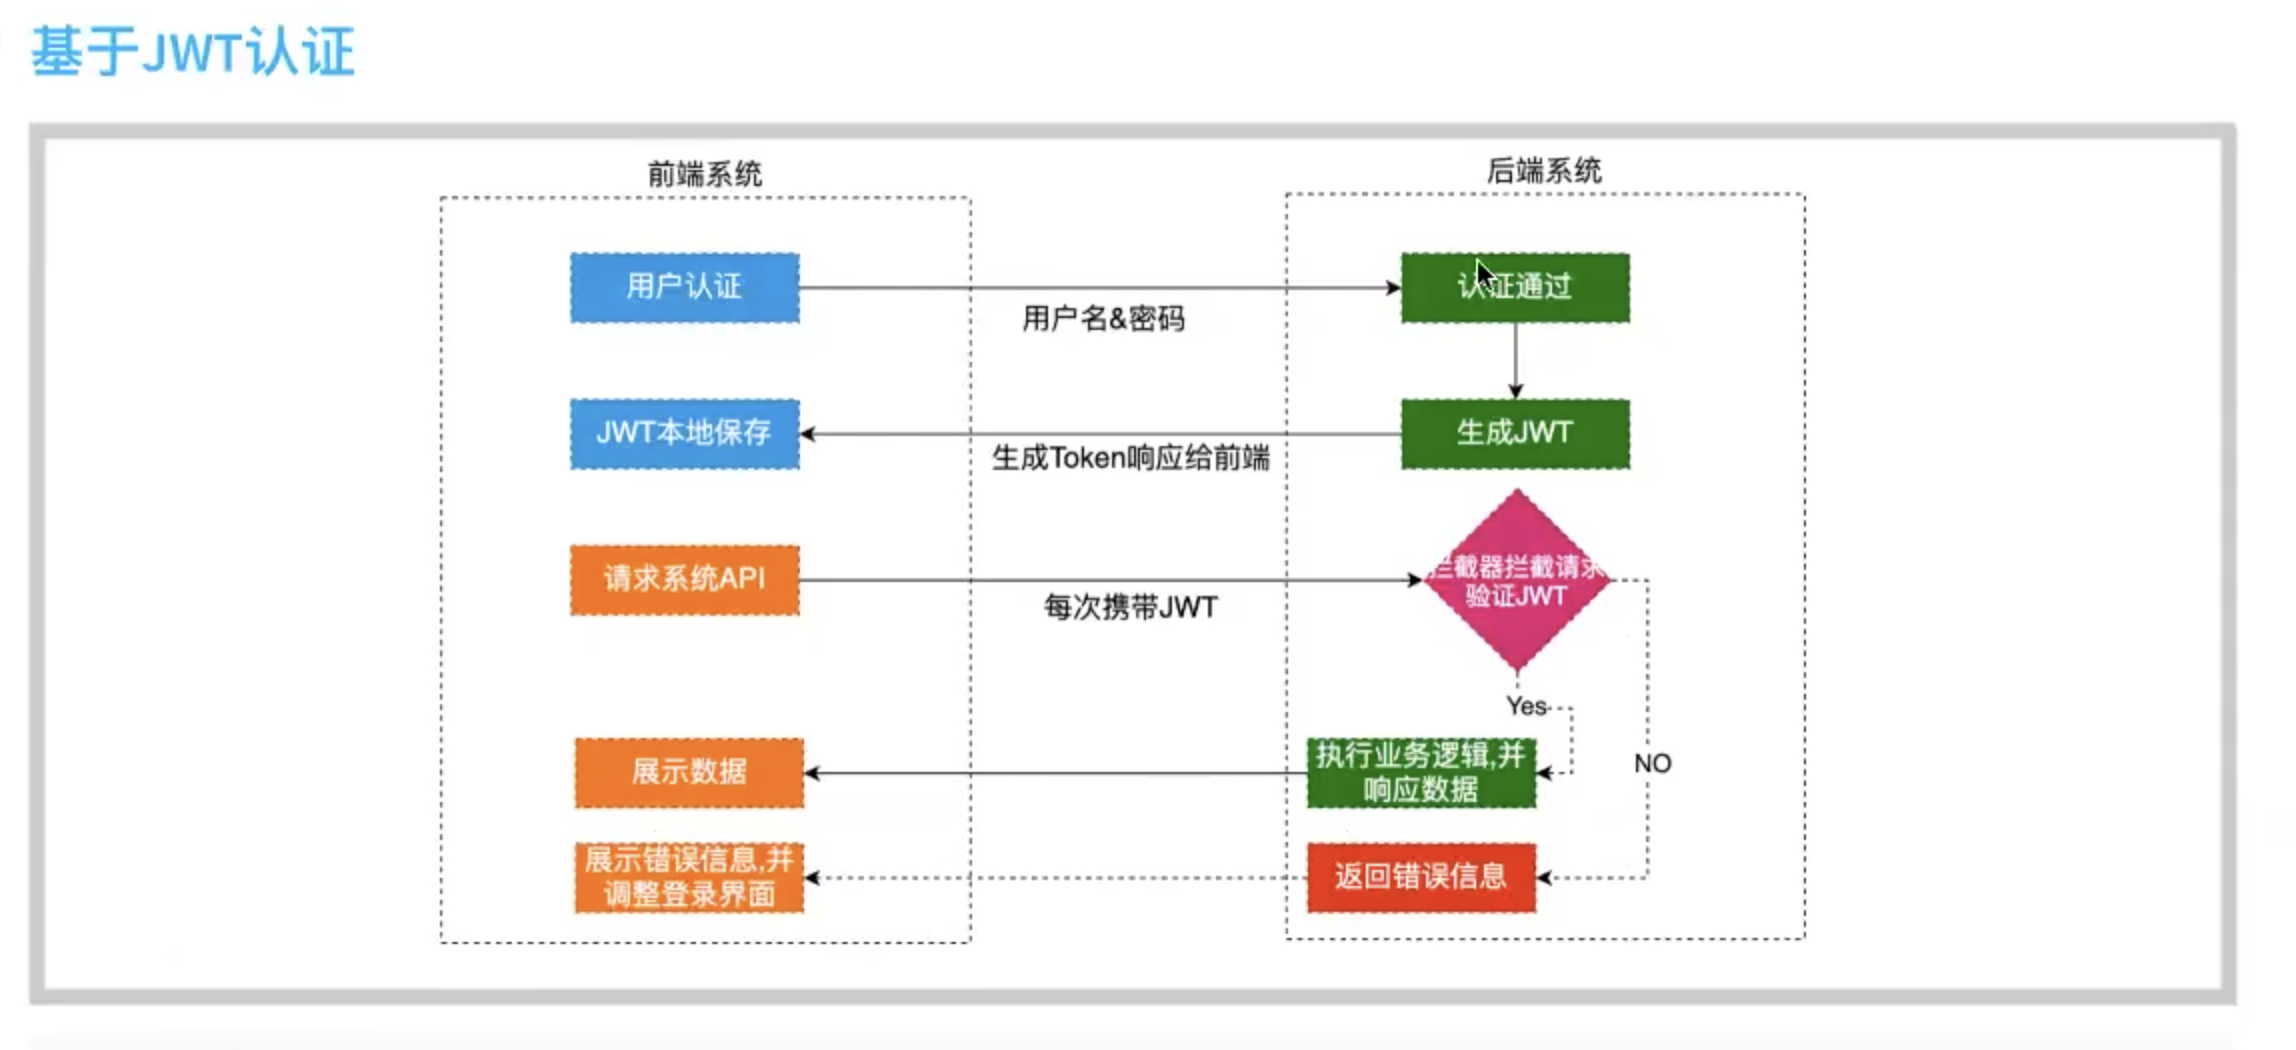 基于JWT认证
前端系统
后端系统
用户认证
用户名&密码
认证通过
JWT本地保存
生成Token响应给前端
生成JWT
请求系统API
每次携带JWT
拦截器拦截请求
验证JWT
Yes
NO
展示数据
执行业务逻辑,并
响应数据
展示错误信息,并
调整登录界面
返回错误信息